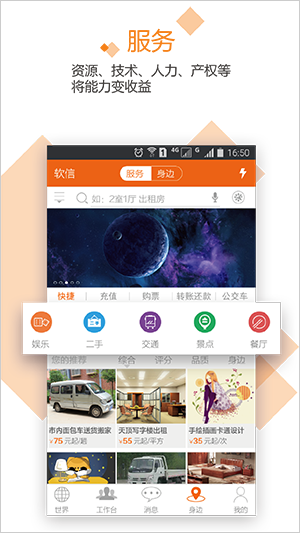 服务
资源、技术、人力、产权等
将能力变收益
4G G 16:50
软信 服务 身边
如：2室1厅 出租房
快捷 充值 购票 转账还款 公交车
娱乐 二手 交通 景点 餐厅
您的推荐 综合 评分 品质 身边
市内面包车送货搬家 天顶写字楼出租 手绘插画卡通设计
¥75元起/趟 ¥55元起/平方 ¥35元起/次
世界 工作台 消息 身边 我的